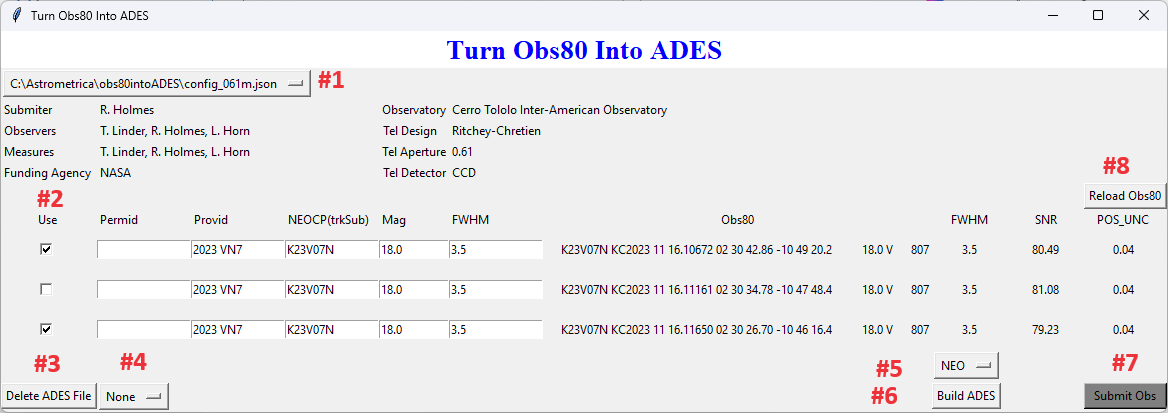 Turn Obs80 Into ADES
Turn Obs80 Into ADES
C:\Astrometrica\obs80intoADES\config_061m.json #1
Submiter R. Holmes Observatory Cerro Tololo Inter-American Observatory
Observers T. Linder, R. Holmes, L. Horn Tel Design Ritchey-Chretien
Measures T. Linder, R. Holmes, L. Horn Tel Aperture 0.61
Funding Agency NASA Tel Detector CCD
#8
Reload Obs80
#2
Use Permid Provid NEOCP(trkSub) Mag FWHM Obs80 FWHM SNR POS_UNC
2023 VN7 K23V07N 18.0 3.5 K23V07N KC2023 11 16.10672 02 30 42.86 -10 49 20.2 18.0 V 807 3.5 80.49 0.04
2023 VN7 K23V07N 18.0 3.5 K23V07N KC2023 11 16.11161 02 30 34.78 -10 47 48.4 18.0 V 807 3.5 81.08 0.04
2023 VN7 K23V07N 18.0 3.5 K23V07N KC2023 11 16.11650 02 30 26.70 -10 46 16.4 18.0 V 807 3.5 79.23 0.04
#3 #4 #5 NEO #7
Delete ADES File None #6 Build ADES Submit Obs